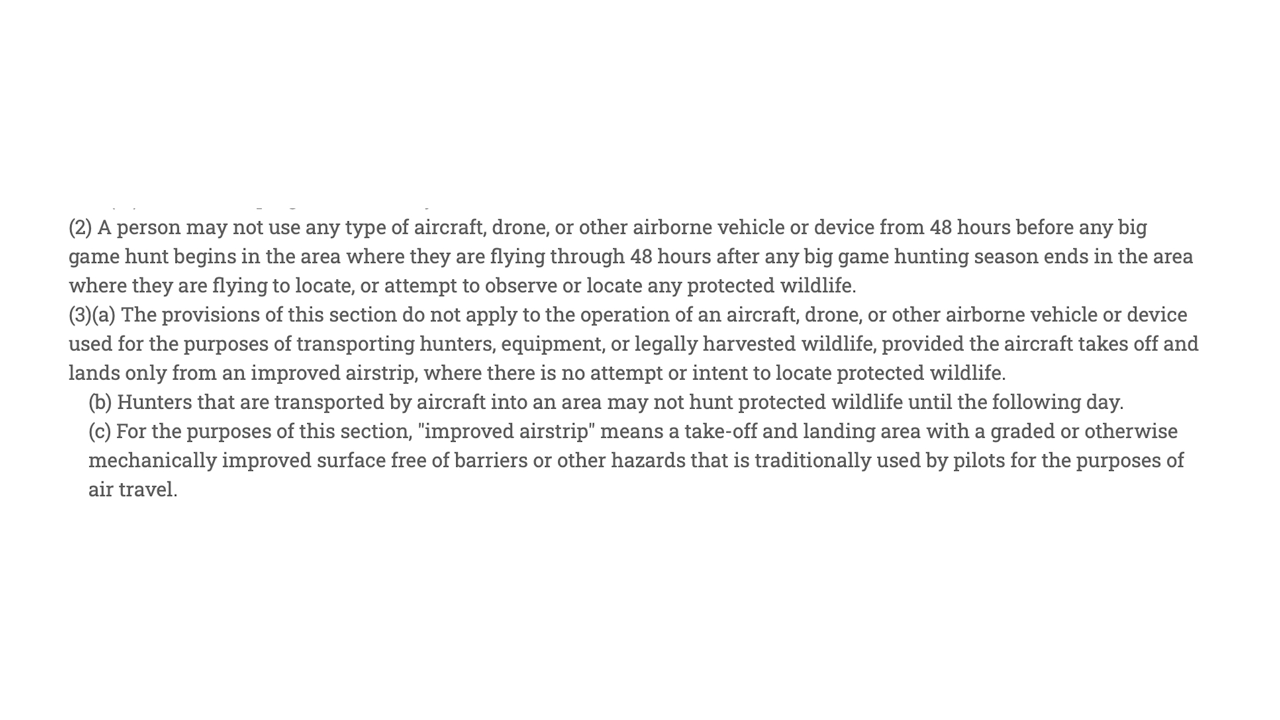 (2) A person may not use any type of aircraft, drone, or other airborne vehicle or device from 48 hours before any big
game hunt begins in the area where they are flying through 48 hours after any big game hunting season ends in the area
where they are flying to locate, or attempt to observe or locate any protected wildlife.
(3)(a) The provisions of this section do not apply to the operation of an aircraft, drone, or other airborne vehicle or device
used for the purposes of transporting hunters, equipment, or legally harvested wildlife, provided the aircraft takes off and
lands only from an improved airstrip, where there is no attempt or intent to locate protected wildlife.
(b) Hunters that are transported by aircraft into an area may not hunt protected wildlife until the following day.
(c) For the purposes of this section, "improved airstrip" means a take-off and landing area with a graded or otherwise
mechanically improved surface free of barriers or other hazards that is traditionally used by pilots for the purposes of
air travel.